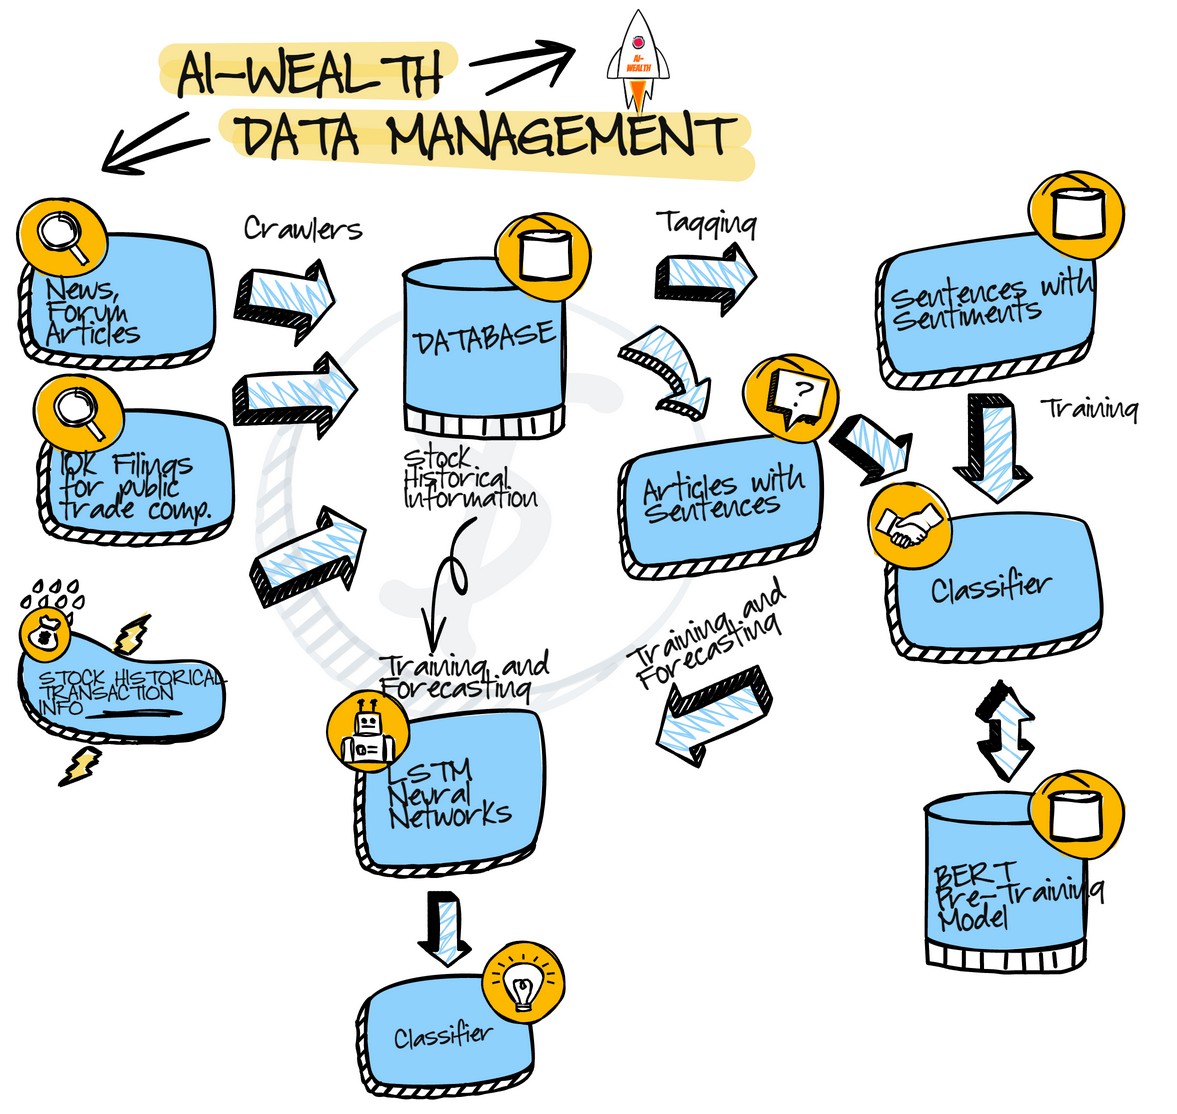 AI-WEALTH
AI-
WEALTH
DATA MANAGEMENT
News,
Forum
Articles
Crawlers
DATABASE
Tagging
Sentences with
Sentiments
10K Filings
for public
trade comp.
Stock
Historical
Information
Articles with
Sentences
?
Training
Classifier
STOCK HISTORICAL
TRANSACTION
INFO
Training and
Forecasting
Training and
Forecasting
LSTM
Neural
Networks
BERT
Pre-Training
Model
Classifier